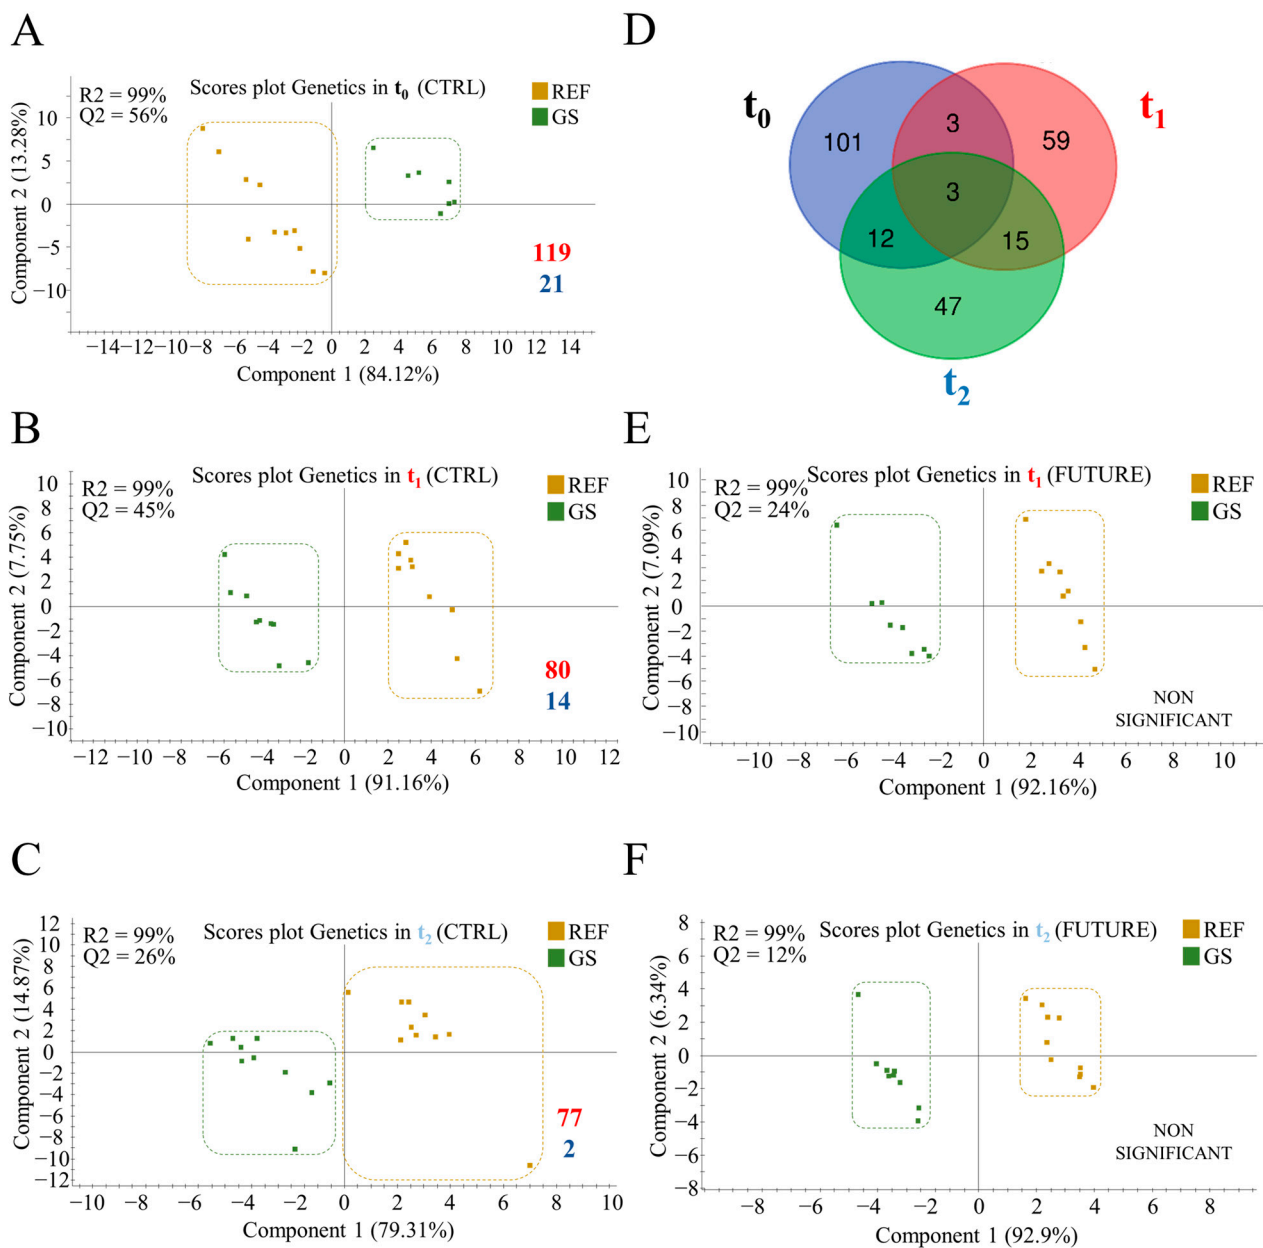 A
R2 = 99%
Q2 = 56%
Scores plot Genetics in t0 (CTRL)
REF
GS
Component 2 (13.28%)
10
5
0
−5
−10
119
21
−14 −12 −10 −8 −6 −4 −2 0 2 4 6 8 10 12 14
Component 1 (84.12%)
D
t0
t1
t2
101
3
59
3
12
15
47
B
R2 = 99%
Q2 = 45%
Scores plot Genetics in t1 (CTRL)
REF
GS
Component 2 (7.75%)
10
8
6
4
2
0
−2
−4
−6
−8
−10
80
14
−12 −10 −8 −6 −4 −2 0 2 4 6 8 10 12
Component 1 (91.16%)
E
R2 = 99%
Q2 = 24%
Scores plot Genetics in t1 (FUTURE)
REF
GS
Component 2 (7.09%)
10
8
6
4
2
0
−2
−4
−6
−8
−10
NON
SIGNIFICANT
−10 −8 −6 −4 −2 0 2 4 6 8 10
Component 1 (92.16%)
C
R2 = 99%
Q2 = 26%
Scores plot Genetics in t2 (CTRL)
REF
GS
Component 2 (14.87%)
12
10
8
6
4
2
0
−2
−4
−6
−8
−10
−12
77
2
−10 −8 −6 −4 −2 0 2 4 6 8 10
Component 1 (79.31%)
F
R2 = 99%
Q2 = 12%
Scores plot Genetics in t2 (FUTURE)
REF
GS
Component 2 (6.34%)
8
6
4
2
0
−2
−4
−6
−8
NON
SIGNIFICANT
−8 −6 −4 −2 0 2 4 6 8
Component 1 (92.9%)